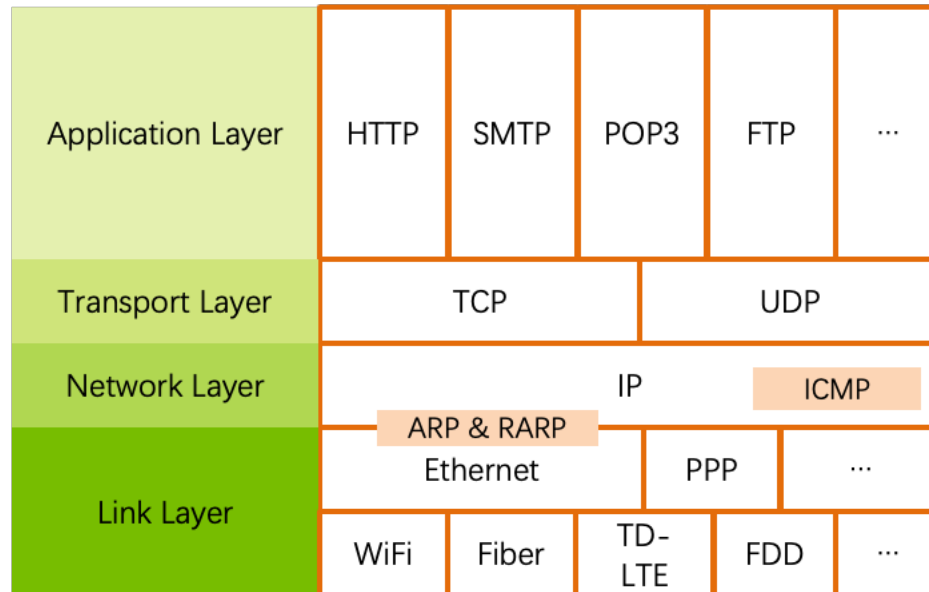 Application Layer
HTTP
SMTP
POP3
FTP
...
Transport Layer
TCP
UDP
Network Layer
IP
ICMP
ARP & RARP
Link Layer
Ethernet
PPP
...
WiFi
Fiber
TD-
LTE
FDD
...